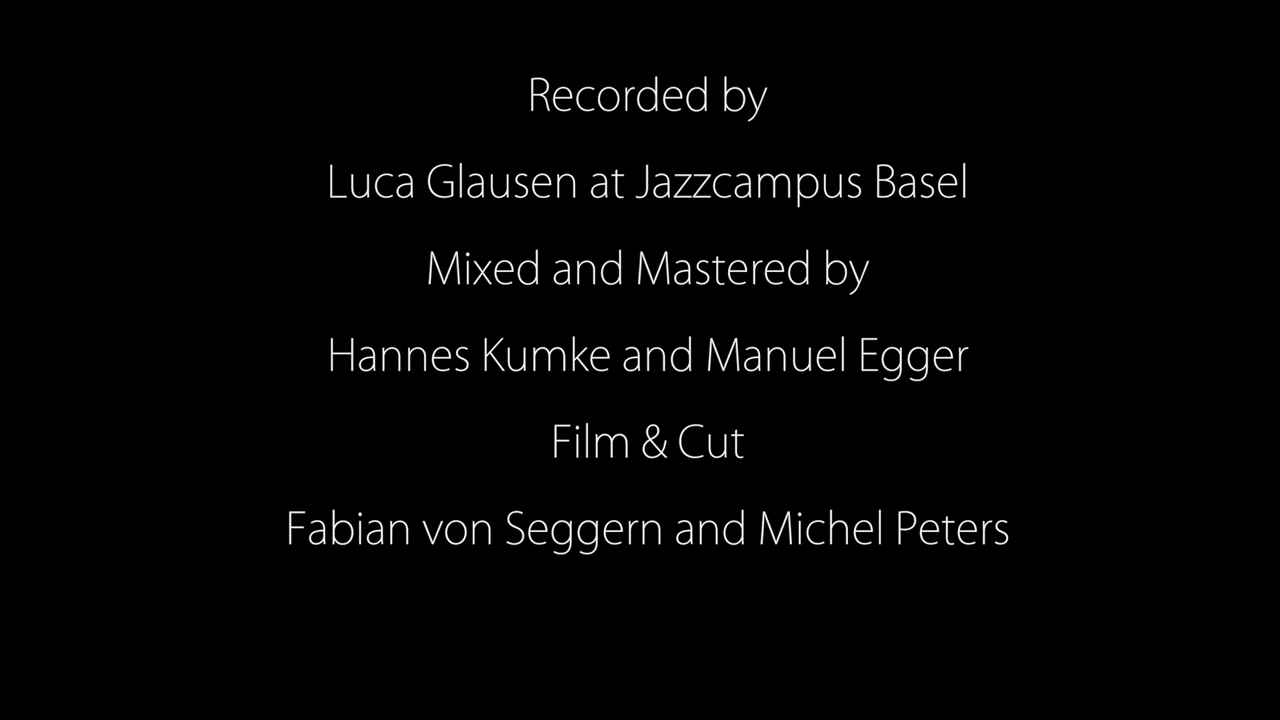 Recorded by
Luca Glausen at Jazzcampus Basel
Mixed and Mastered by
Hannes Kumke and Manuel Egger
Film & Cut
Fabian von Seggern and Michel Peters